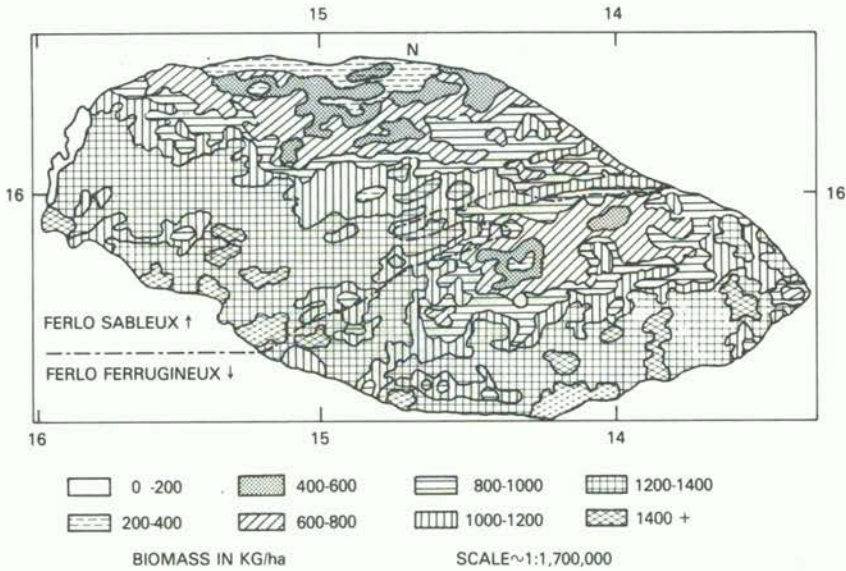 15 14
N
16 16
FERLO SABLEUX ↑
FERLO FERRUGINEUX ↓
16 15 14
0 -200 400-600 800-1000 1200-1400
200-400 600-800 1000-1200 1400 +
BIOMASS IN KG/ha SCALE~1:1,700,000